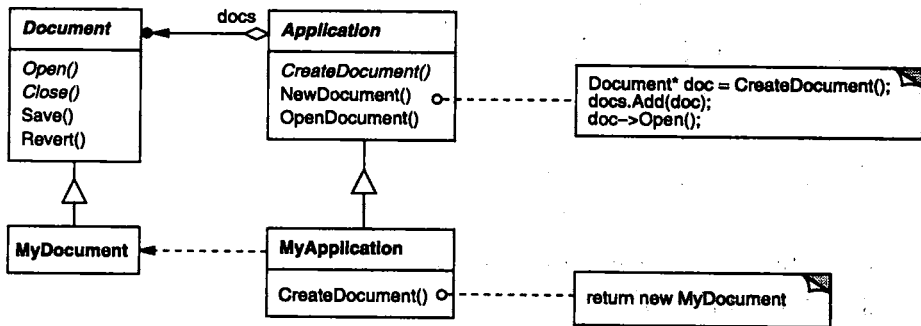 docs
Document
Open()
Close()
Save()
Revert()
Application
CreateDocument()
NewDocument()
OpenDocument()
Document* doc = CreateDocument();
docs.Add(doc);
doc->Open();
MyDocument
MyApplication
CreateDocument()
return new MyDocument